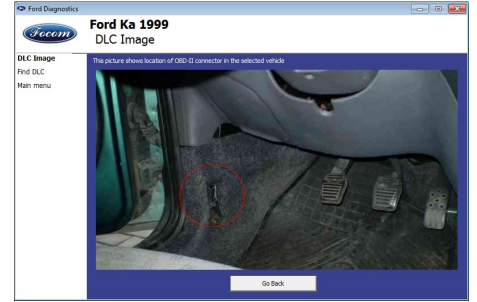 Ford Diagnostics
Focom
Ford Ka 1999
DLC Image
DLC Image
Find DLC
Main menu
This picture shows location of OBD-II connector in the selected vehicle
Go Back